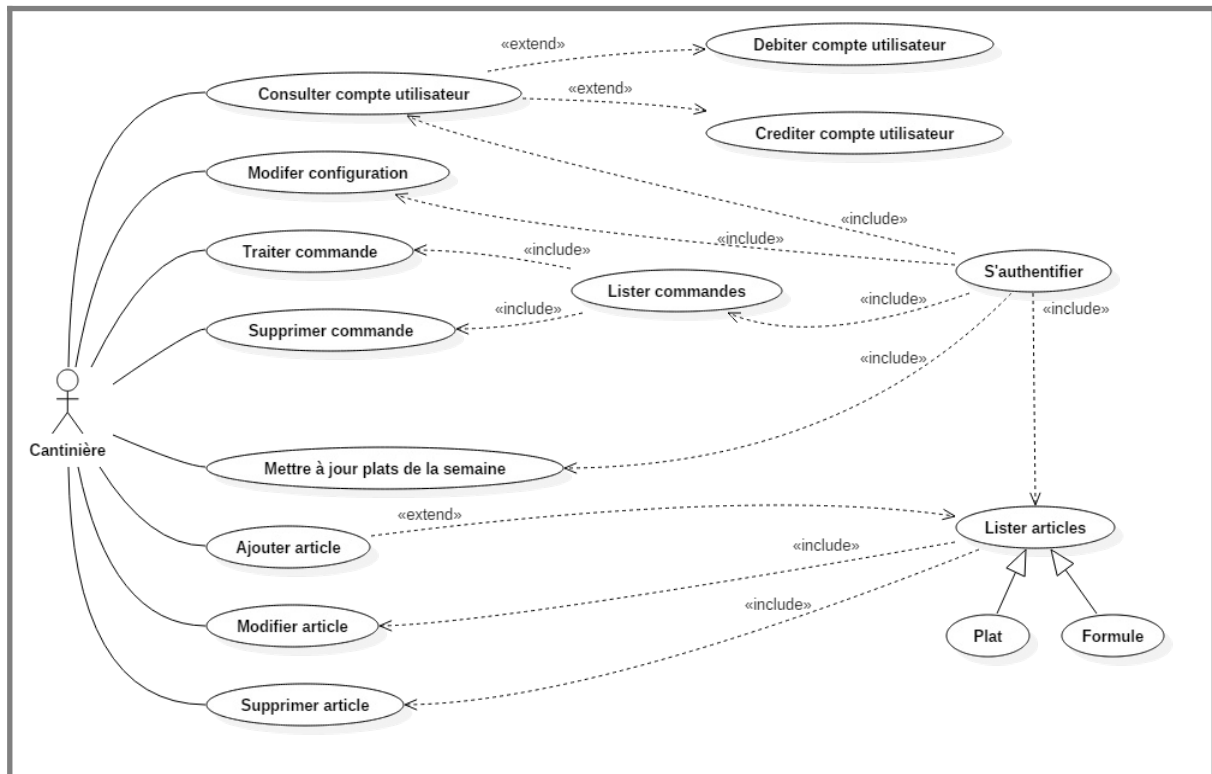 «extend»
Debiter compte utilisateur
Consulter compte utilisateur
«extend»
Crediter compte utilisateur
Modifer configuration
«include»
«include»
Traiter commande
«include»
S'authentifier
Lister commandes
«include»
«include»
«include»
Supprimer commande
«include»
Cantinière
Mettre à jour plats de la semaine
«extend»
Lister articles
Ajouter article
«include»
«include»
Modifier article
Plat
Formule
Supprimer article